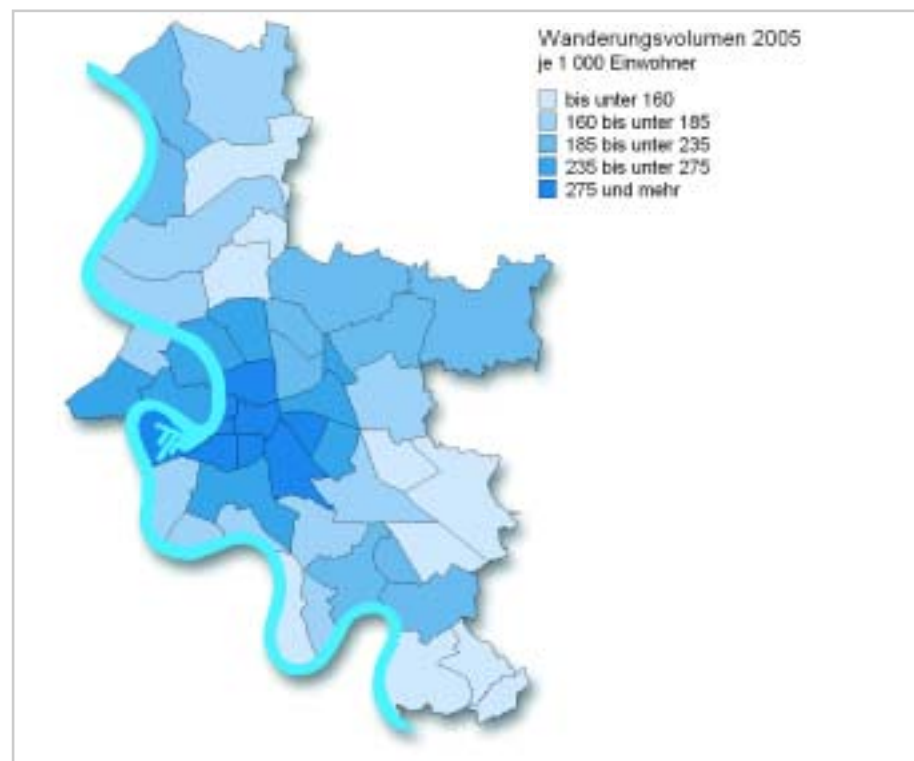 Wanderungsvolumen 2005
je 1 000 Einwohner
bis unter 160
160 bis unter 185
185 bis unter 235
235 bis unter 275
275 und mehr